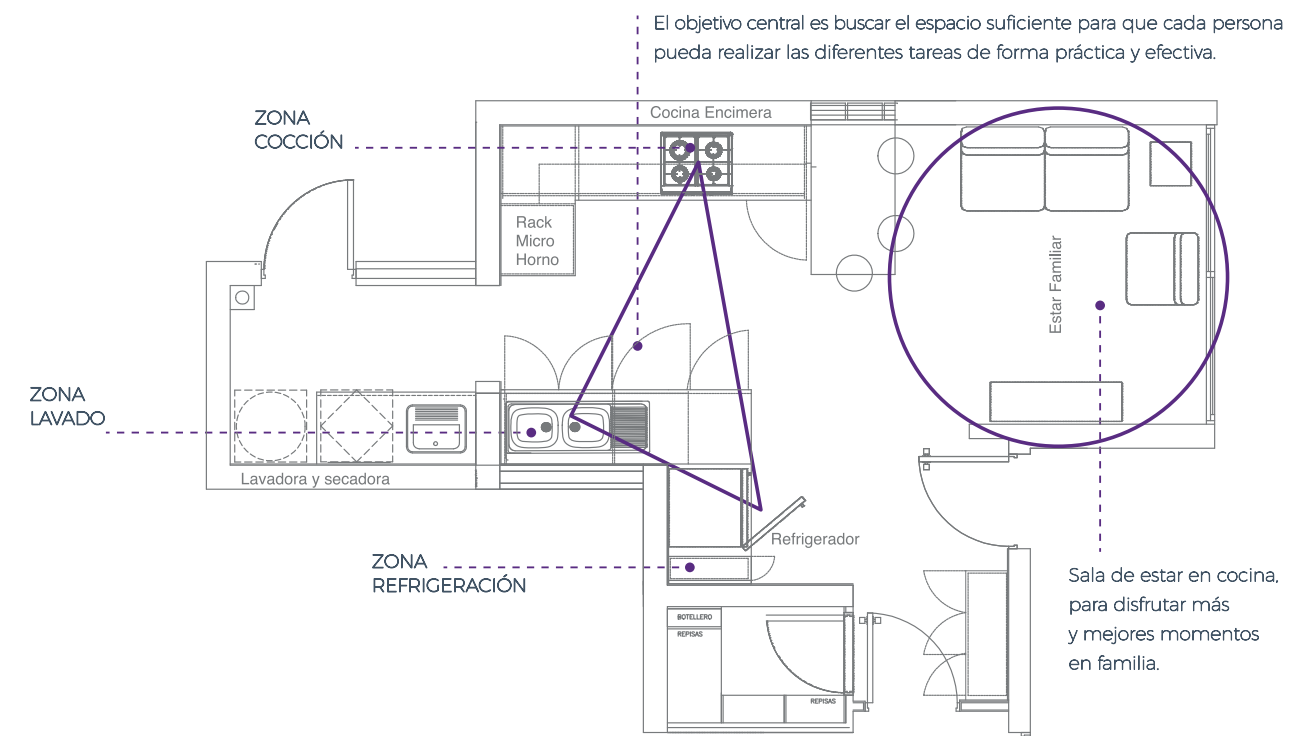 El objetivo central es buscar el espacio suficiente para que cada persona
pueda realizar las diferentes tareas de forma práctica y efectiva.
Cocina Encimera
ZONA
COCCIÓN
Rack
Micro
Horno
Estar Familiar
ZONA
LAVADO
Lavadora y secadora
Refrigerador
ZONA
REFRIGERACIÓN
Sala de estar en cocina,
para disfrutar más
y mejores momentos
en familia.
BOTELLERO
REPISAS
REPISAS